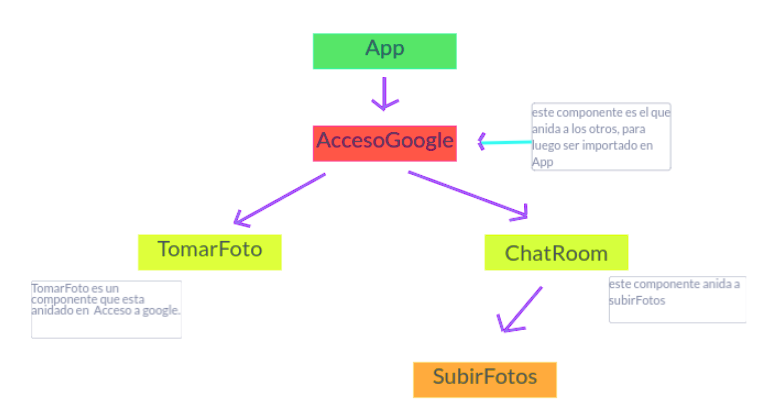 App
AccesoGoogle
este componente es el que
anida a los otros, para
luego ser importado en
App
TomarFoto
ChatRoom
TomarFoto es un
componente que esta
anidado en Acceso a google.
este componente anida a
subirFotos
SubirFotos